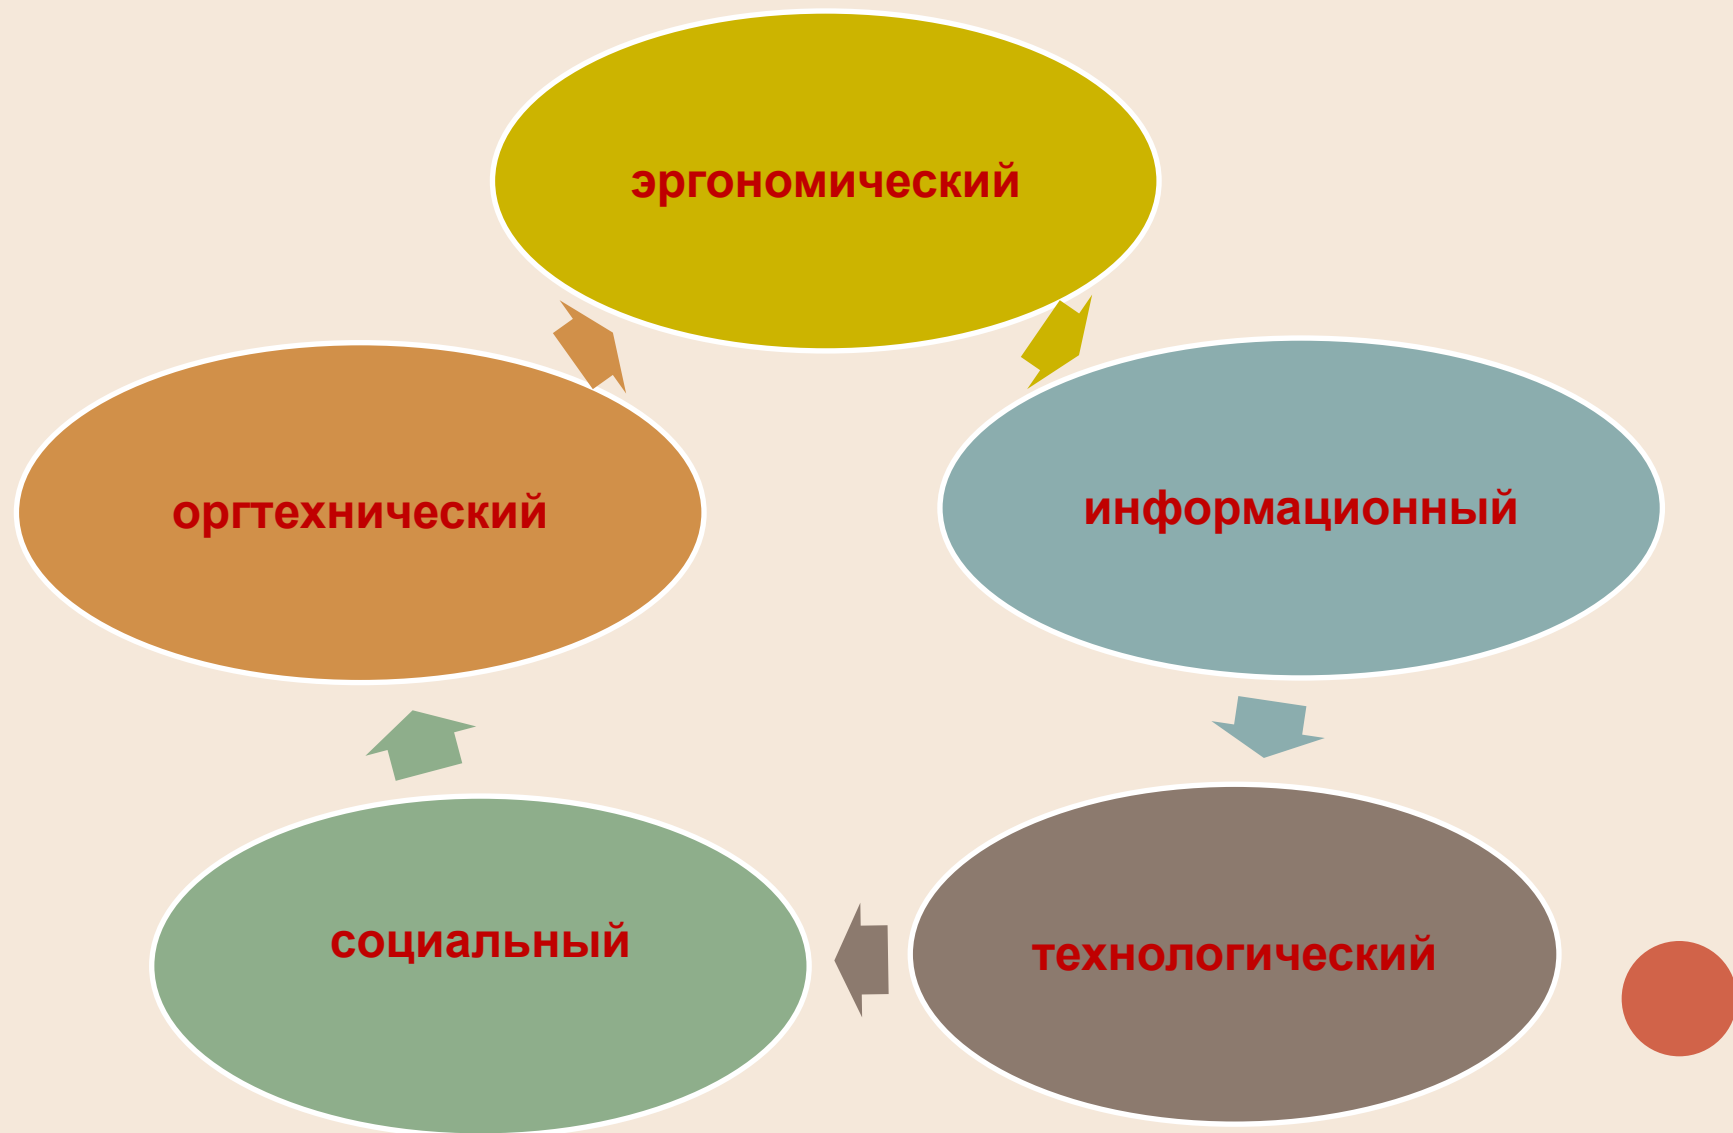 эргономический
оргтехнический
информационный
социальный
технологический